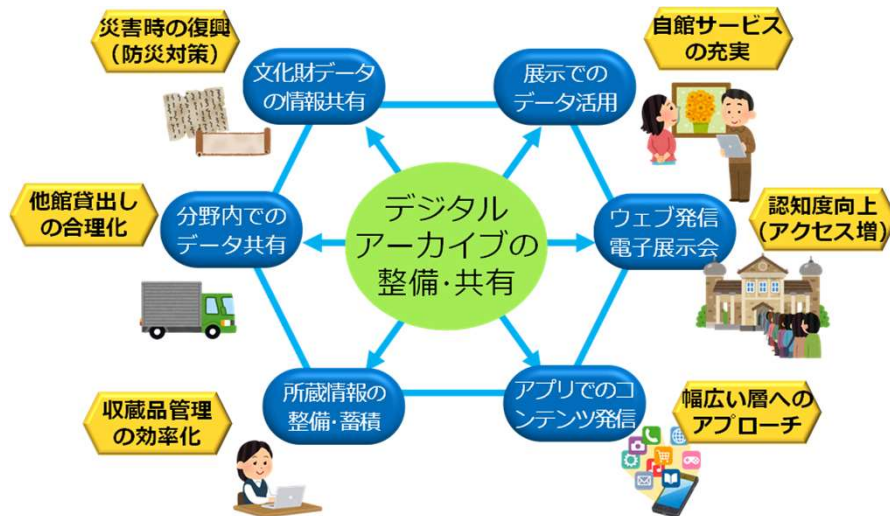 災害時の復興
(防災対策)
文化財データ
の情報共有
展示での
データ活用
自館サービス
の充実
他館貸出し
の合理化
分野内での
データ共有
デジタル
アーカイブの
整備・共有
ウェブ発信
電子展示会
認知度向上
(アクセス増)
収蔵品管理
の効率化
所蔵情報の
整備・蓄積
アプリでのコ
ンテンツ発信
幅広い層への
アプローチ